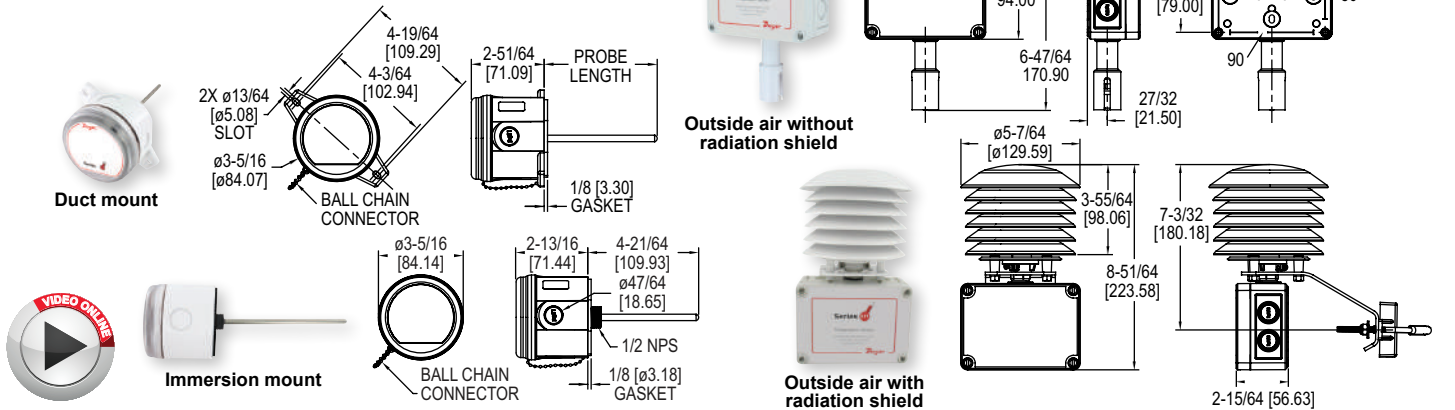 4-19/64
[109.29]
4-3/64
[102.94]
2X ø13/64
[ø5.08]
SLOT
ø3-5/16
[ø84.07]
BALL CHAIN
CONNECTOR
2-51/64
[71.09]
PROBE
LENGTH
1/8 [3.30]
GASKET
Duct mount
94.00
6-47/64
170.90
[79.00]
90
27/32
[21.50]
Dwyer
Outside air without
radiation shield
VIDEO ONLINE
Immersion mount
ø3-5/16
[84.14]
BALL CHAIN
CONNECTOR
2-13/16
[71.44]
4-21/64
[109.93]
ø47/64
[18.65]
1/2 NPS
1/8 [ø3.18]
GASKET
Series
Dwyer
Outside air with
radiation shield
ø5-7/64
[ø129.59]
3-55/64
[98.06]
8-51/64
[223.58]
7-3/32
[180.18]
2-15/64 [56.63]